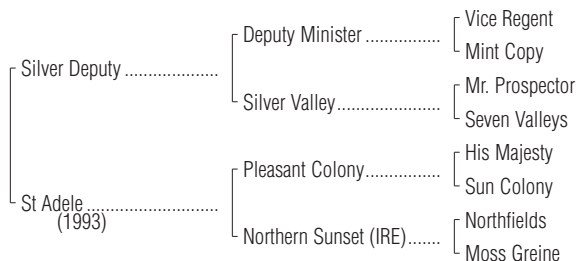 Vice Regent
Deputy Minister ................
Mint Copy
Silver Deputy ....................
Mr. Prospector
Silver Valley......................
Seven Valleys
His Majesty
Pleasant Colony................
Sun Colony
St Adele ............................
(1993)
Northfields
Northern Sunset (IRE).......
Moss Greine